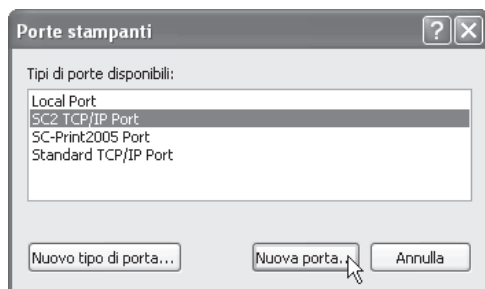 Porte stampanti
Tipi di porte disponibili:
Local Port
SC2 TCP/IP Port
SC-Print2005 Port
Standard TCP/IP Port
Nuovo tipo di porta... Nuova porta... Annulla